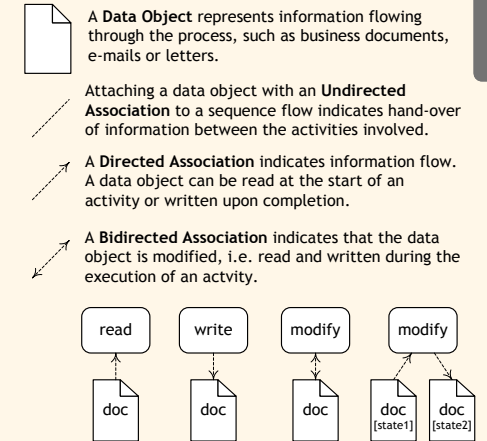 A Data Object represents information flowing
through the process, such as business documents,
e-mails or letters.
Attaching a data object with an Undirected
Association to a sequence flow indicates hand-over
of information between the activities involved.
A Directed Association indicates information flow.
A data object can be read at the start of an
activity or written upon completion.
A Bidirected Association indicates that the data
object is modified, i.e. read and written during the
execution of an actvity.
read write modify modify
doc doc doc doc doc
[state1] [state2]